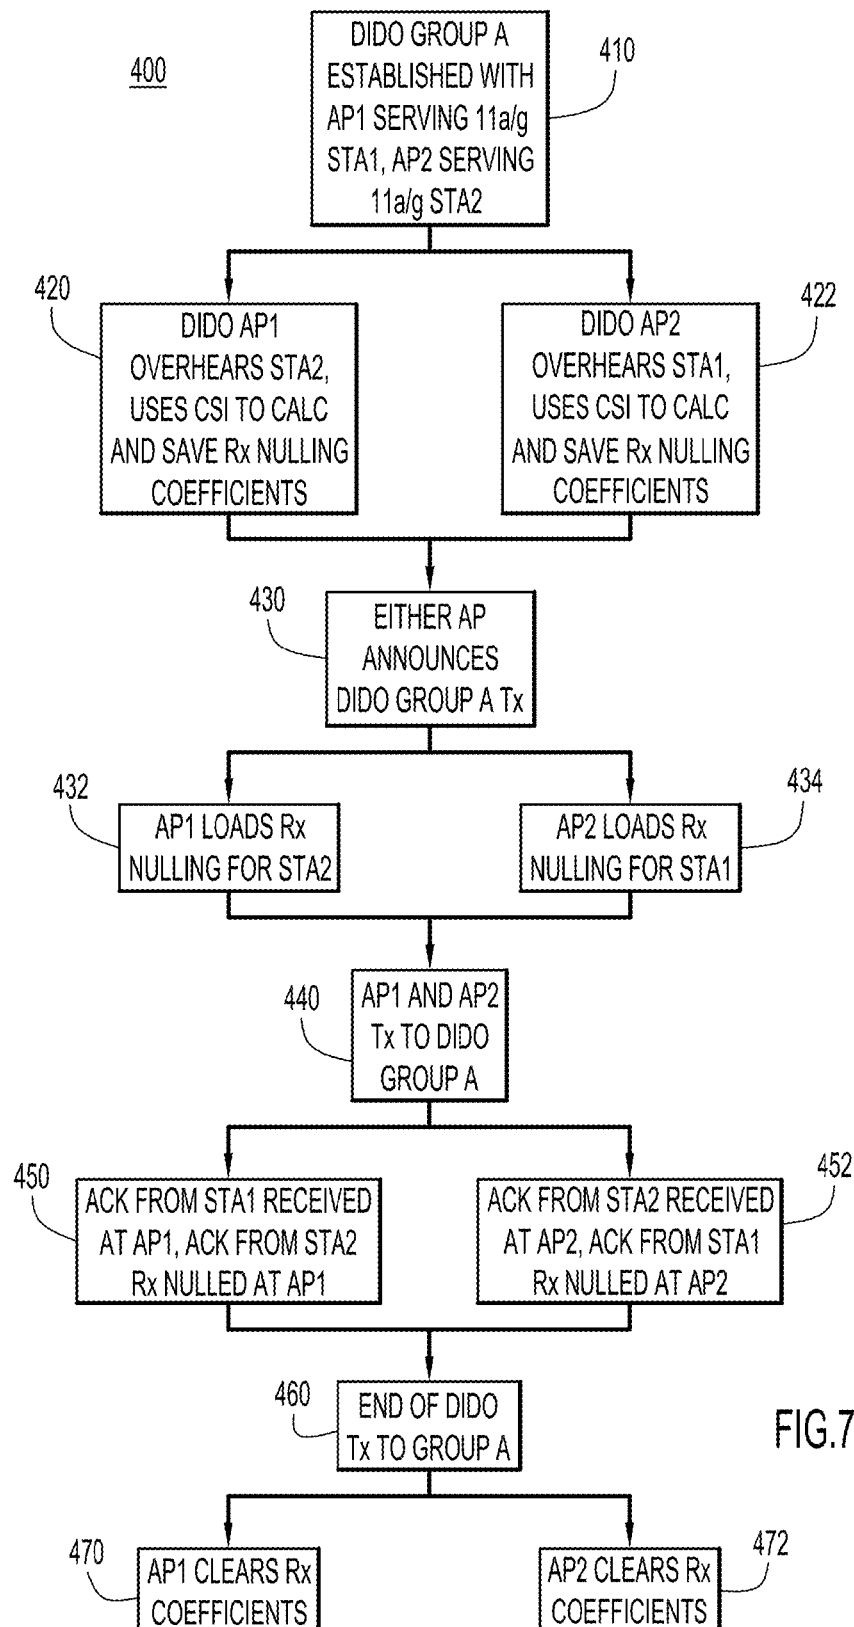 400
DIDO GROUP A
ESTABLISHED WITH
AP1 SERVING 11a/g
STA1, AP2 SERVING
11a/g STA2
410
420
DIDO AP1
OVERHEARS STA2,
USES CSI TO CALC
AND SAVE Rx NULLING
COEFFICIENTS
DIDO AP2
OVERHEARS STA1,
USES CSI TO CALC
AND SAVE Rx NULLING
COEFFICIENTS
422
430
EITHER AP
ANNOUNCES
DIDO GROUP A Tx
432
AP1 LOADS Rx
NULLING FOR STA2
AP2 LOADS Rx
NULLING FOR STA1
434
440
AP1 AND AP2
Tx TO DIDO
GROUP A
450
ACK FROM STA1 RECEIVED
AT AP1, ACK FROM STA2
Rx NULLED AT AP1
ACK FROM STA2 RECEIVED
AT AP2, ACK FROM STA1
Rx NULLED AT AP2
452
460
END OF DIDO
Tx TO GROUP A
FIG.7
470
AP1 CLEARS Rx
COEFFICIENTS
AP2 CLEARS Rx
COEFFICIENTS
472